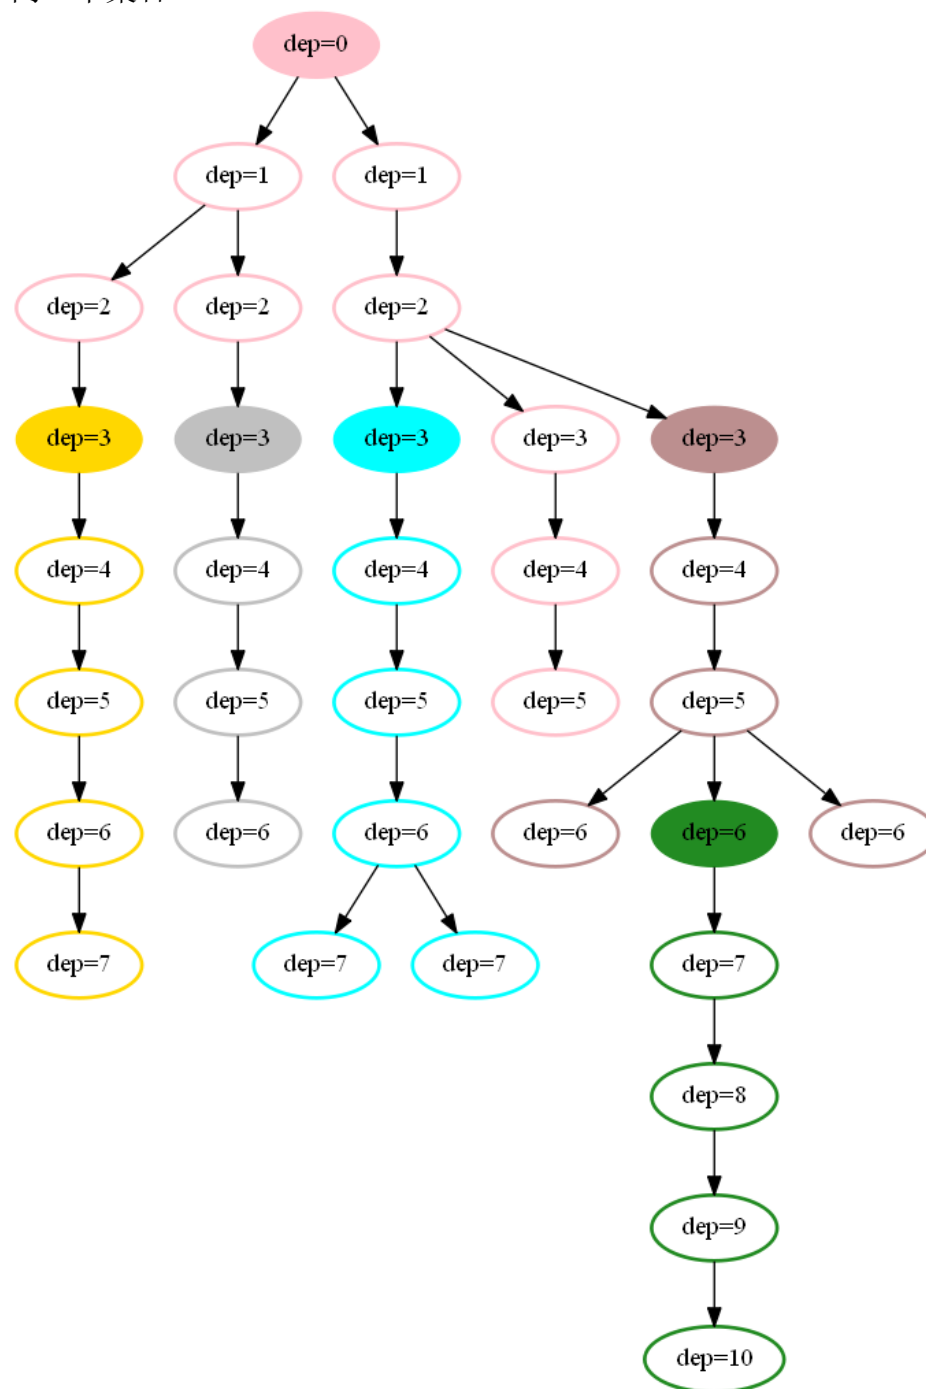 dep=0
dep=1 dep=1
dep=2 dep=2 dep=2
dep=3 dep=3 dep=3 dep=3 dep=3
dep=4 dep=4 dep=4 dep=4 dep=4
dep=5 dep=5 dep=5 dep=5 dep=5
dep=6 dep=6 dep=6 dep=6 dep=6 dep=6
dep=7 dep=7 dep=7 dep=7
dep=8
dep=9
dep=10